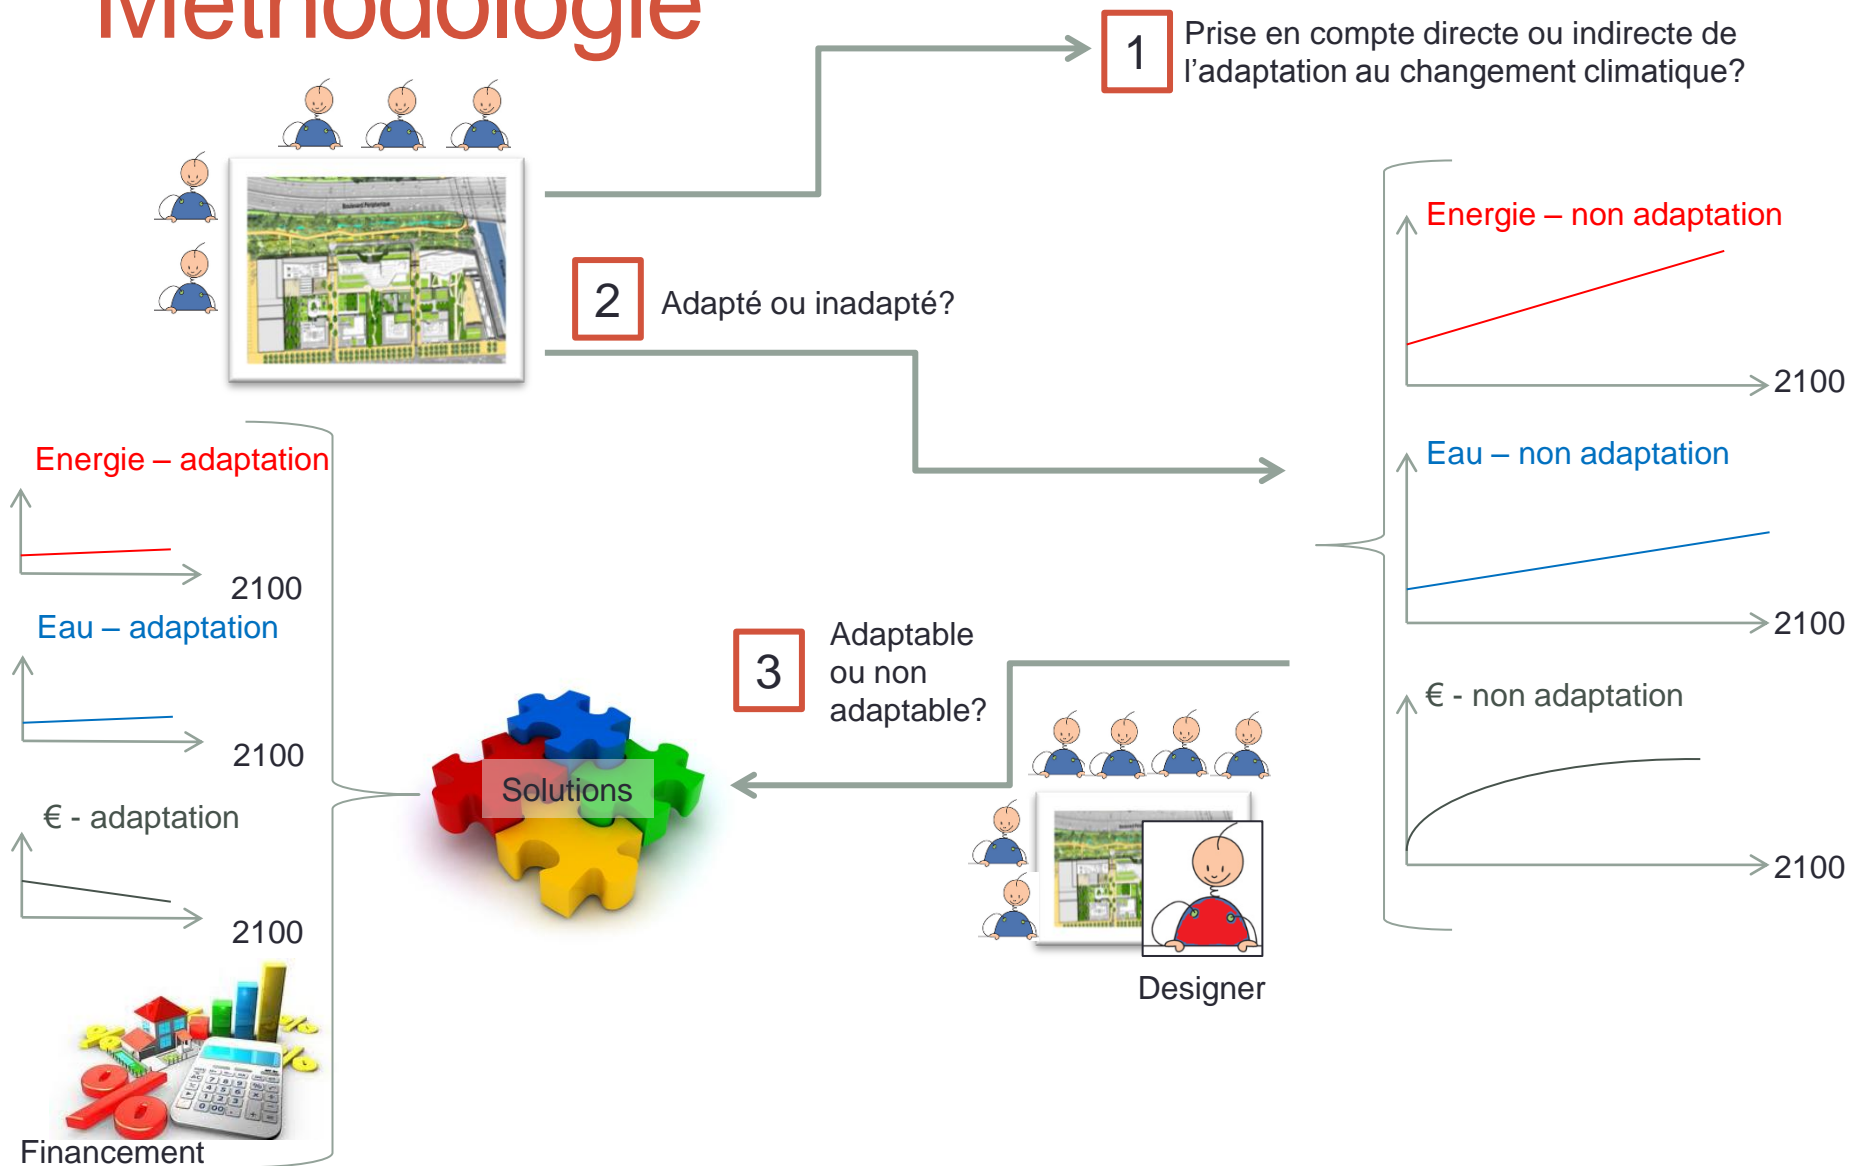 Méthodologie
1
Prise en compte directe ou indirecte de
l'adaptation au changement climatique?
Boulevard Périphérique
2
Adapté ou inadapté?
Energie – non adaptation
2100
Eau – non adaptation
2100
€ - non adaptation
2100
3
Adaptable
ou non
adaptable?
Designer
Solutions
Energie – adaptation
2100
Eau – adaptation
2100
€ - adaptation
2100
Financement